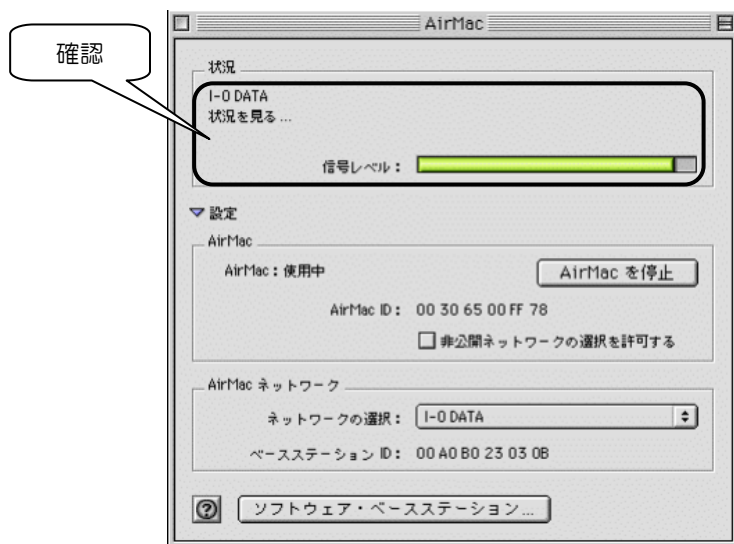 AirMac
確認
状況
I-O DATA
状況を見る ...
信号レベル：
設定
AirMac
AirMac：使用中
AirMac を停止
AirMac ID： 00 30 65 00 FF 78
非公開ネットワークの選択を許可する
AirMac ネットワーク
ネットワークの選択： I-O DATA
ベースステーション ID： 00 A0 B0 23 03 0B
? ソフトウェア・ベースステーション...